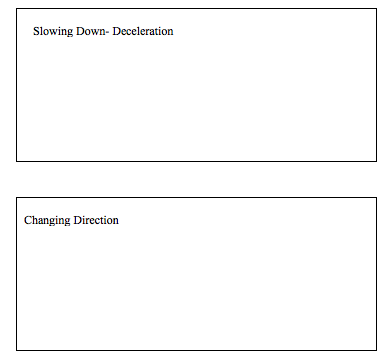 Slowing Down- Deceleration
Changing Direction